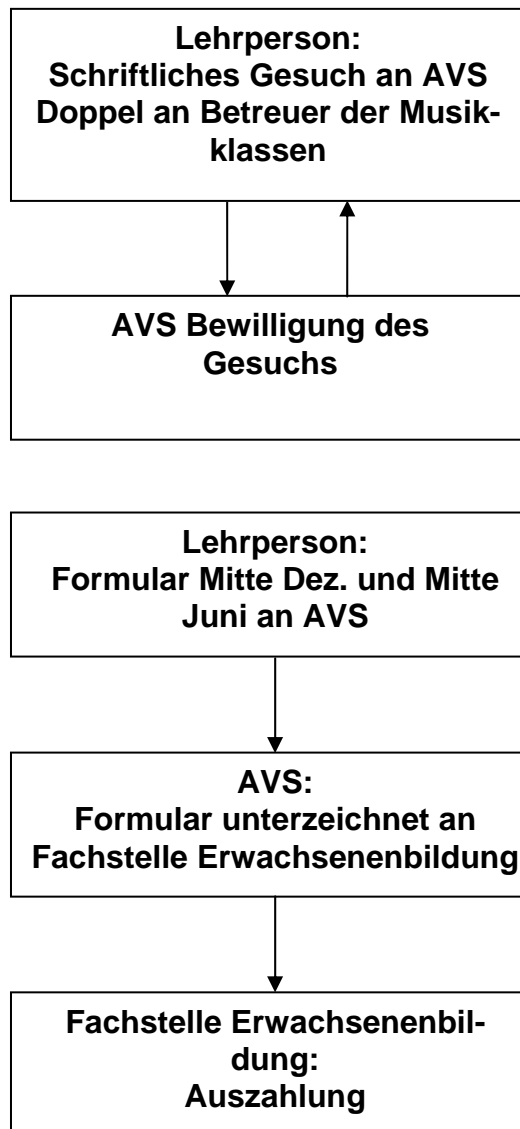 Lehrperson:
Schriftliches Gesuch an AVS
Doppel an Betreuer der Musik-
klassen
AVS Bewilligung des
Gesuchs
Lehrperson:
Formular Mitte Dez. und Mitte
Juni an AVS
AVS:
Formular unterzeichnet an
Fachstelle Erwachsenenbildung
Fachstelle Erwachsenenbil-
dung:
Auszahlung